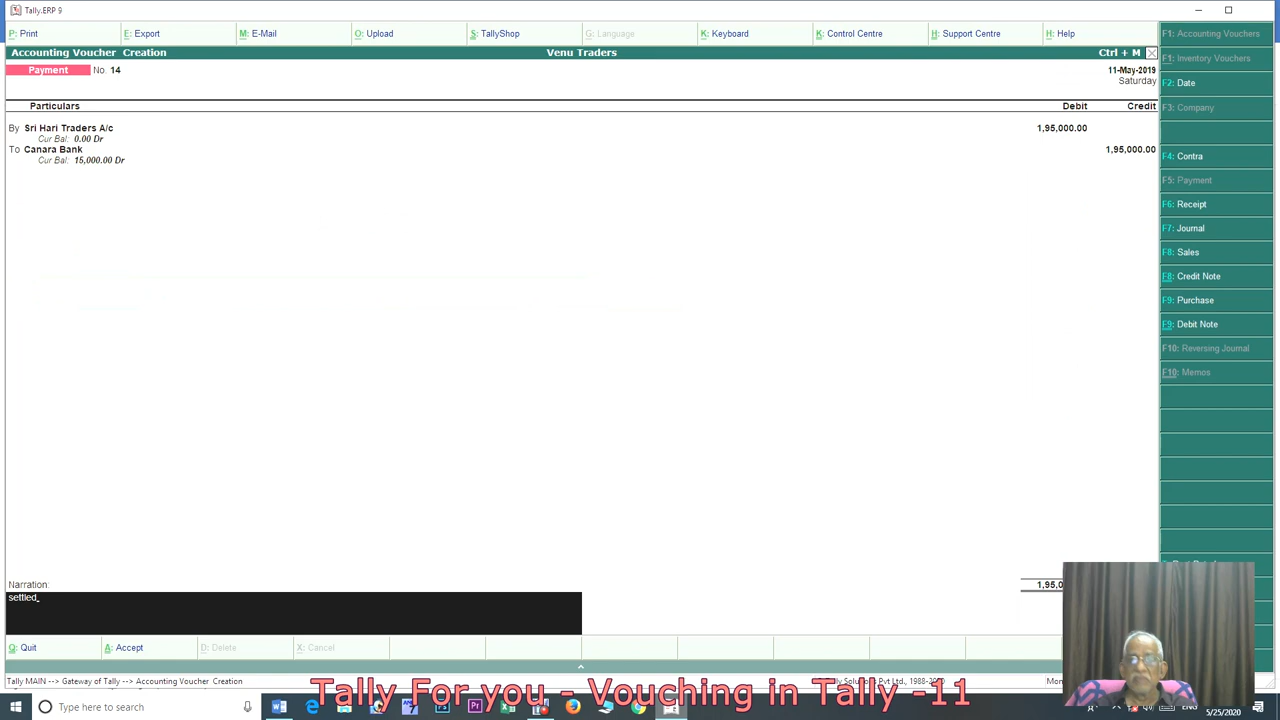 Tally.ERP 9
P: Print
E: Export
M: E-Mail
O: Upload
S: TallyShop
G: Language
K: Keyboard
K: Control Centre
H: Support Centre
H: Help
Accounting Voucher Creation
Venu Traders
Ctrl + M
Payment No. 14
11-May-2019
Saturday
Particulars
Debit
Credit
By Sri Hari Traders A/c
1,95,000.00
Cur Bal: 0.00 Dr
To Canara Bank
1,95,000.00
Cur Bal: 15,000.00 Dr
Narration:
settled
F1: Accounting Vouchers
F1: Inventory Vouchers
F2: Date
F3: Company
F4: Contra
F5: Payment
F6: Receipt
F7: Journal
F8: Sales
F8: Credit Note
F9: Purchase
F9: Debit Note
F10: Reversing Journal
F10: Memos
Q: Quit
A: Accept
D: Delete
X: Cancel
Tally MAIN --> Gateway of Tally --> Accounting Voucher Creation
Tally For you - Vouching in Tally -11
Type here to search
ENG
5/25/2020